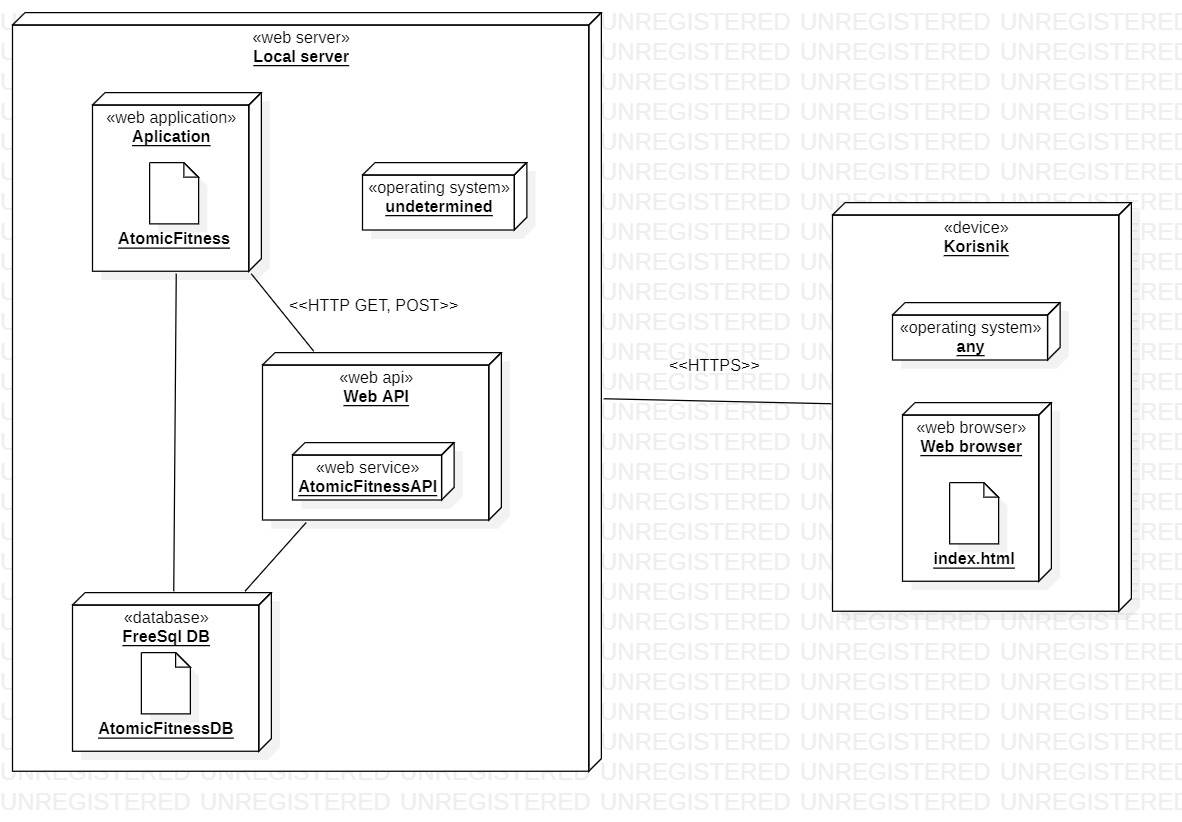 «web server»
Local server
«web application»
Aplication
AtomicFitness
«operating system»
undetermined
<<HTTP GET, POST>>
«web api»
Web API
«web service»
AtomicFitnessAPI
«database»
FreeSql DB
AtomicFitnessDB
<<HTTPS>>
«device»
Korisnik
«operating system»
any
«web browser»
Web browser
index.html
UNREGISTERED UNREGISTERED UNREGISTERED UNREGISTERED UNREGISTERED UNREGISTERED